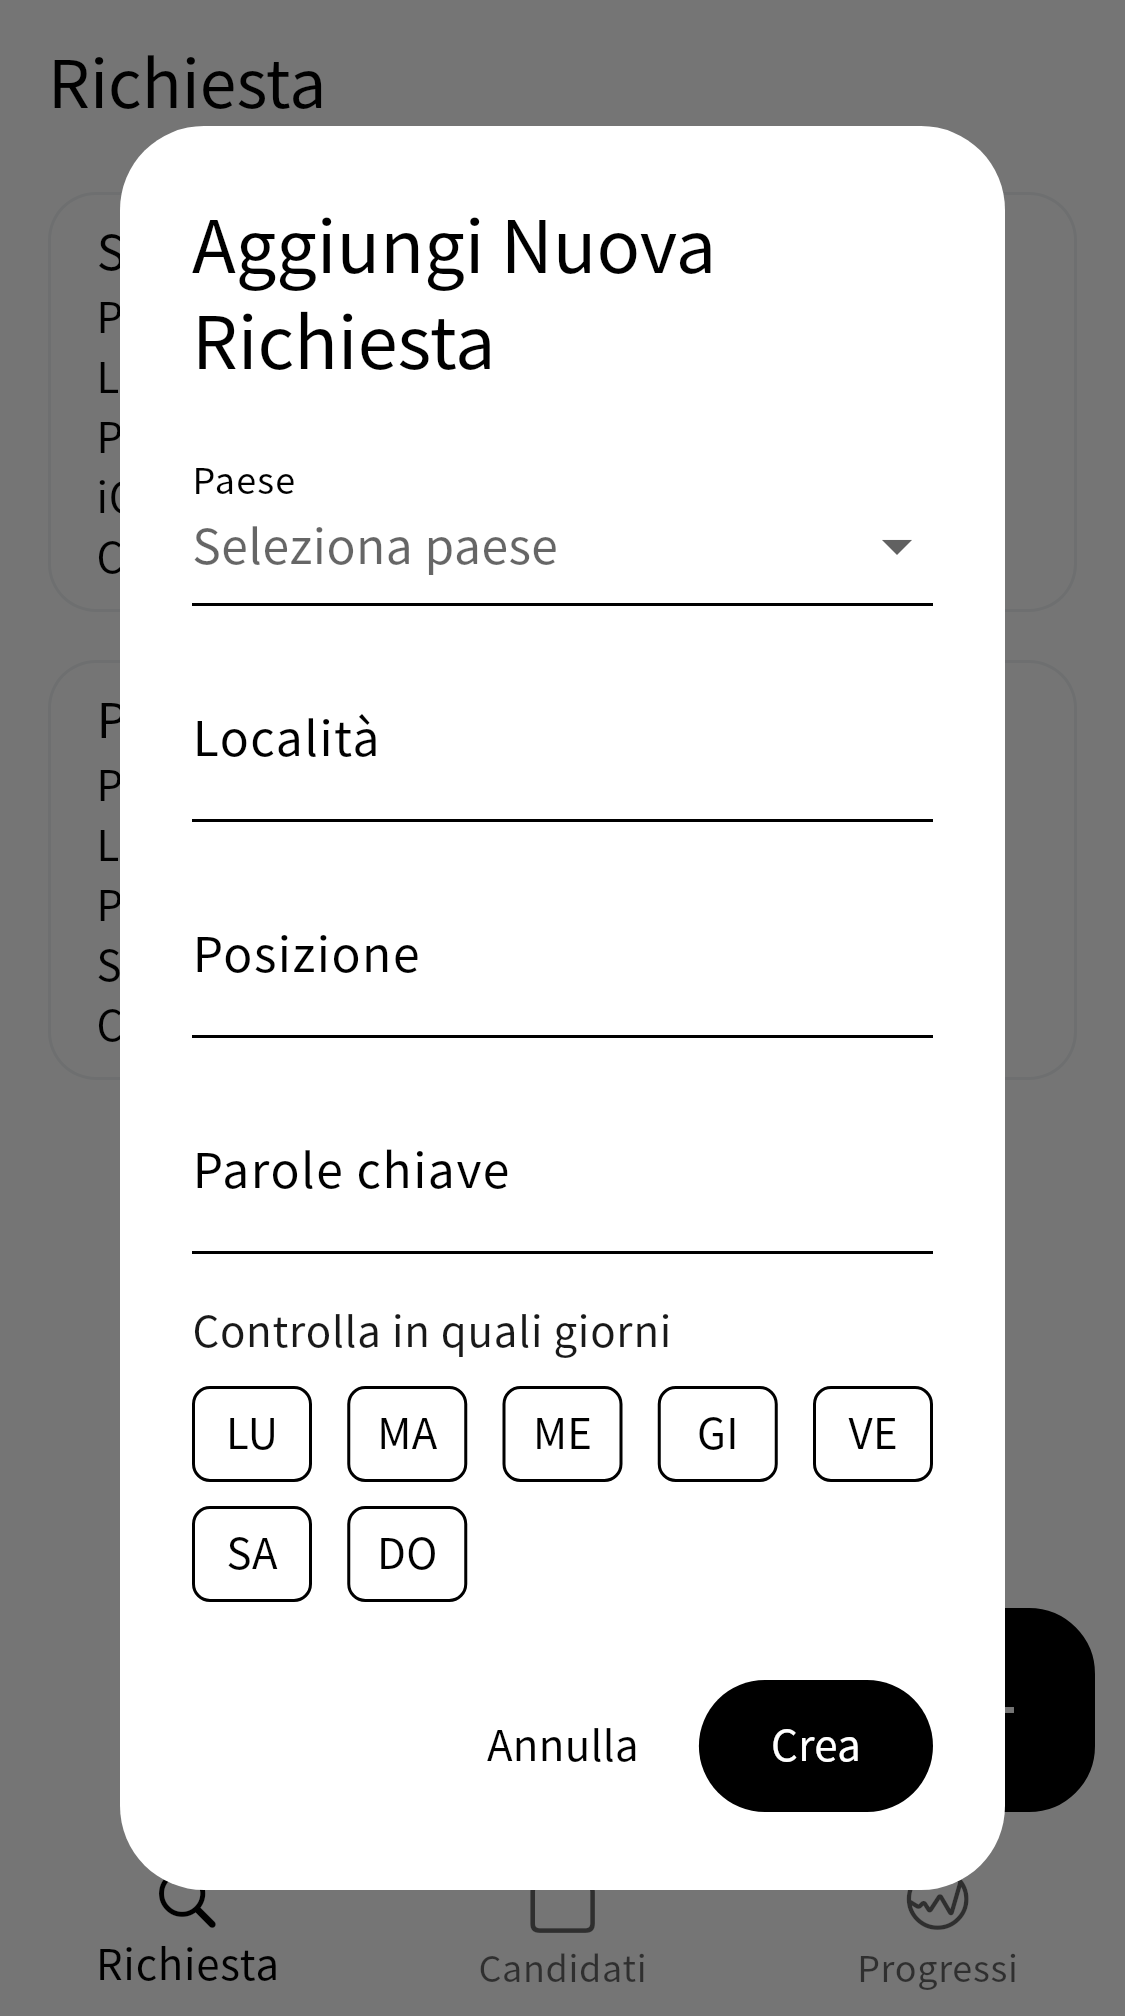 Richiesta
Aggiungi Nuova
Richiesta
Paese
Seleziona paese
Località
Posizione
Parole chiave
Controlla in quali giorni
LU MA ME GI VE
SA DO
Annulla Crea
Richiesta Candidati Progressi